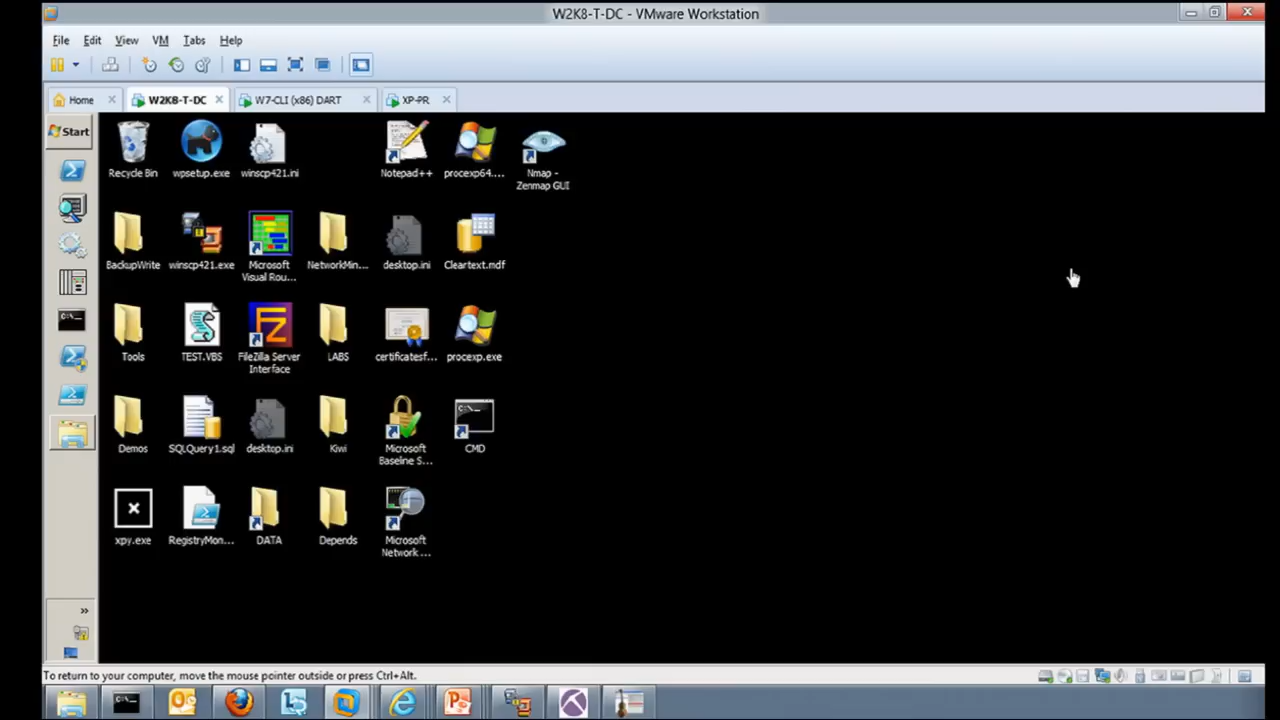 W2K8-T-DC - VMware Workstation
File Edit View VM Tabs Help
Home W2K8-T-DC W7-CLI (x86) DART XP-PR
Start
Recycle Bin wpsetup.exe winscp421.ini Notepad++ procexp64.... Nmap -
Zenmap GUI
BackupWrite winscp421.exe Microsoft
Visual Rou... NetworkMin... desktop.ini Cleartext.mdf
Tools TEST.VBS FileZilla Server
Interface LABS certificatesf... procexp.exe
Demos SQLQuery1.sql desktop.ini Kiwi Microsoft
Baseline S... CMD
xpy.exe RegistryMon... DATA Depends Microsoft
Network ...
To return to your computer, move the mouse pointer outside or press Ctrl+Alt.